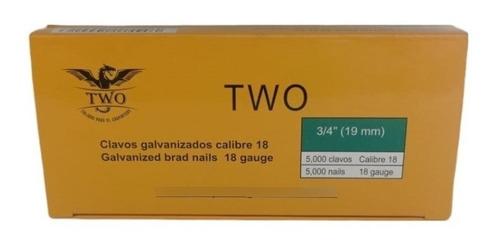 TWO
TWO
3/4" (19 mm)
Clavos galvanizados calibre 18
Galvanized brad nails 18 gauge
5,000 clavos Calibre 18
5,000 nails 18 gauge